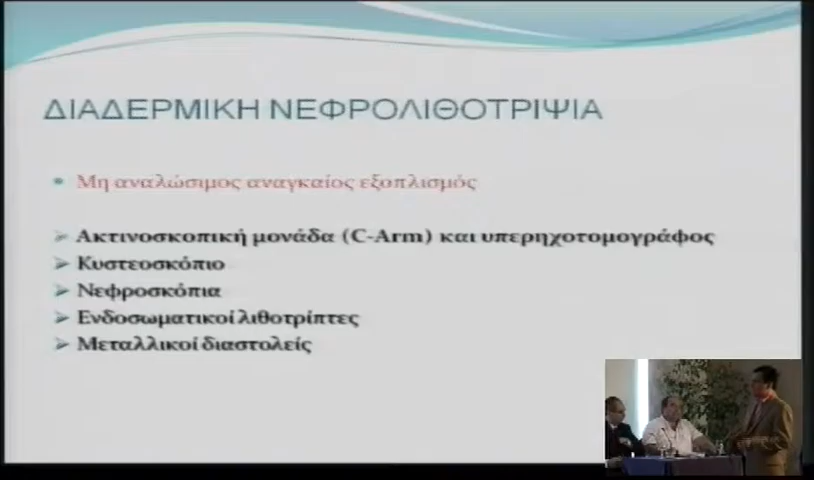 ΔΙΑΔΕΡΜΙΚΗ ΝΕΦΡΟΛΙΘΟΤΡΙΨΙΑ
Μη αναλώσιμος αναγκαίος εξοπλισμός
Ακτινοσκοπική μονάδα (C-Arm) και υπερηχοτομογράφος
Κυστεοσκόπιο
Νεφροσκόπια
Ενδοσωματικοί λιθοτρίπτες
Μεταλλικοί διαστολείς